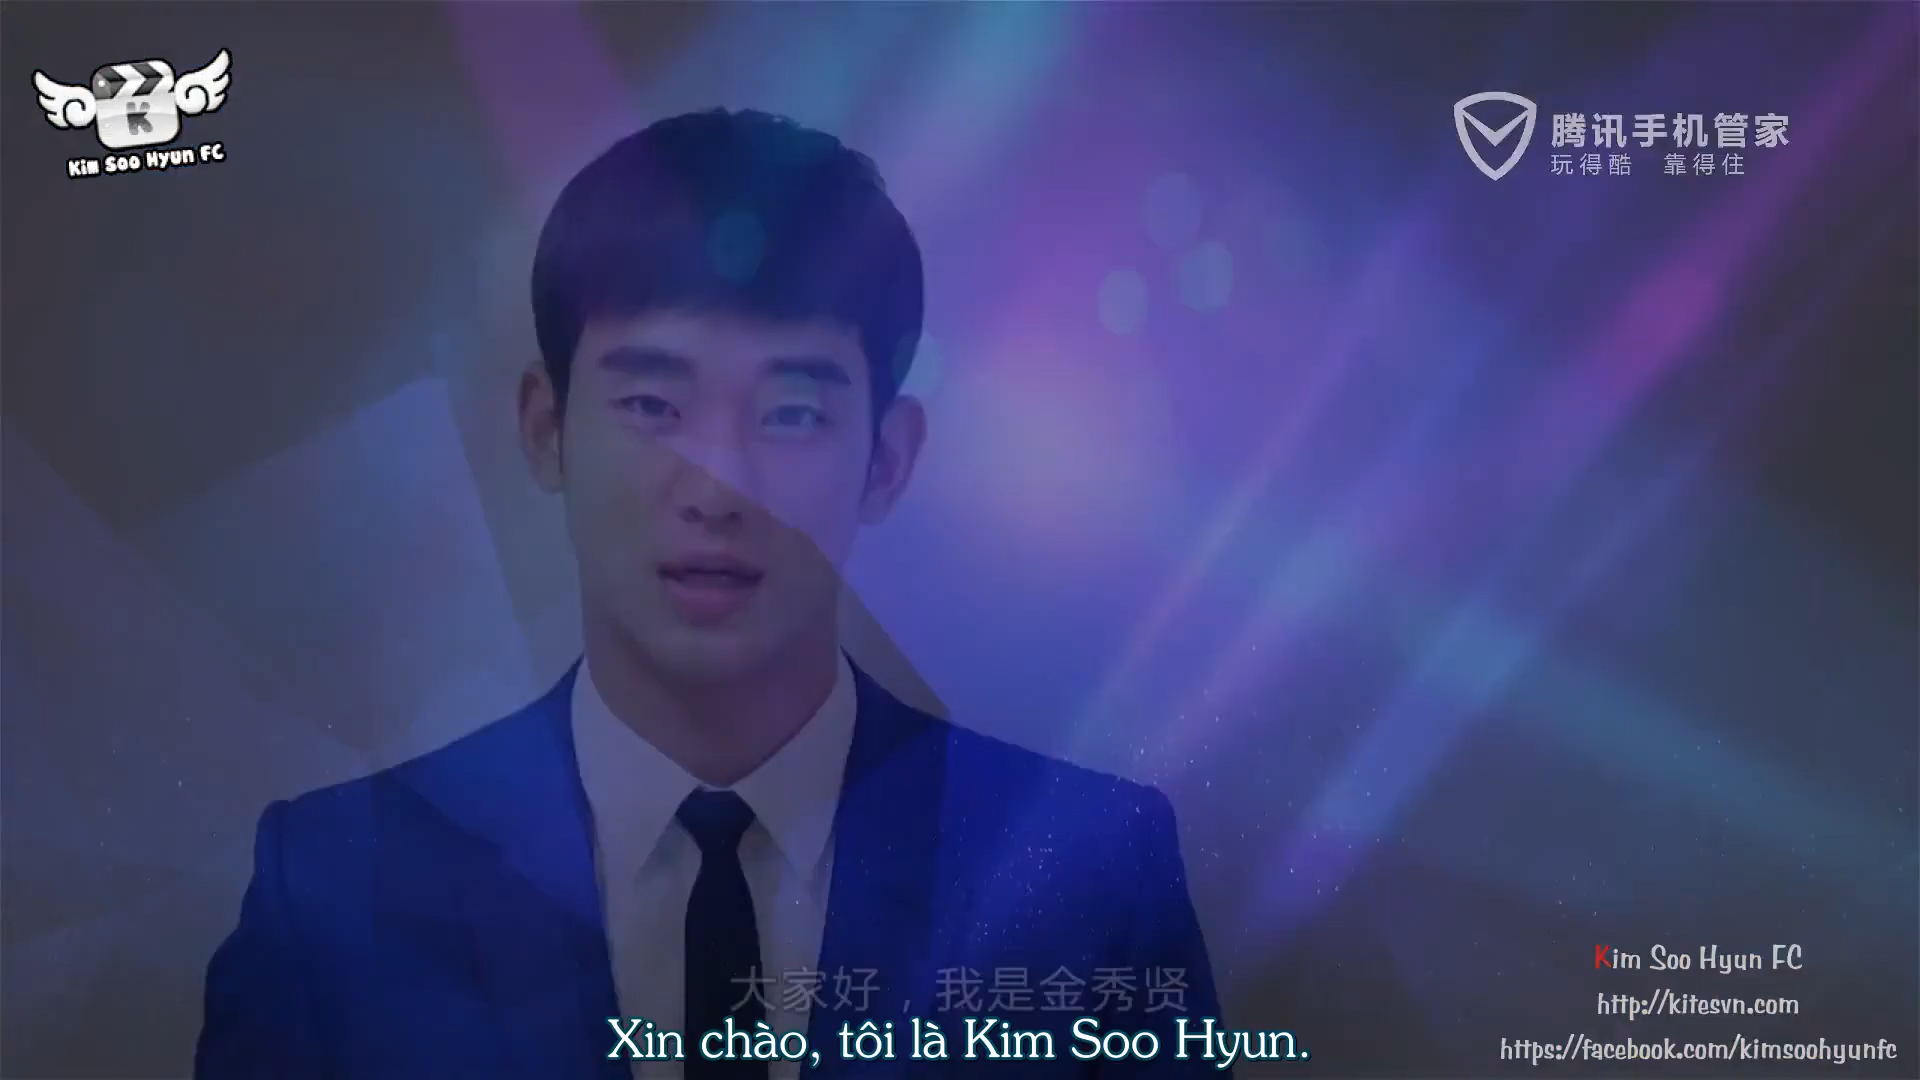 K
Kim Soo Hyun FC
腾讯手机管家
玩得酷 靠得住
大家好，我是金秀贤
Xin chào, tôi là Kim Soo Hyun.
Kim Soo Hyun FC
http://kitesvn.com
https://facebook.com/kimsoohyunfc